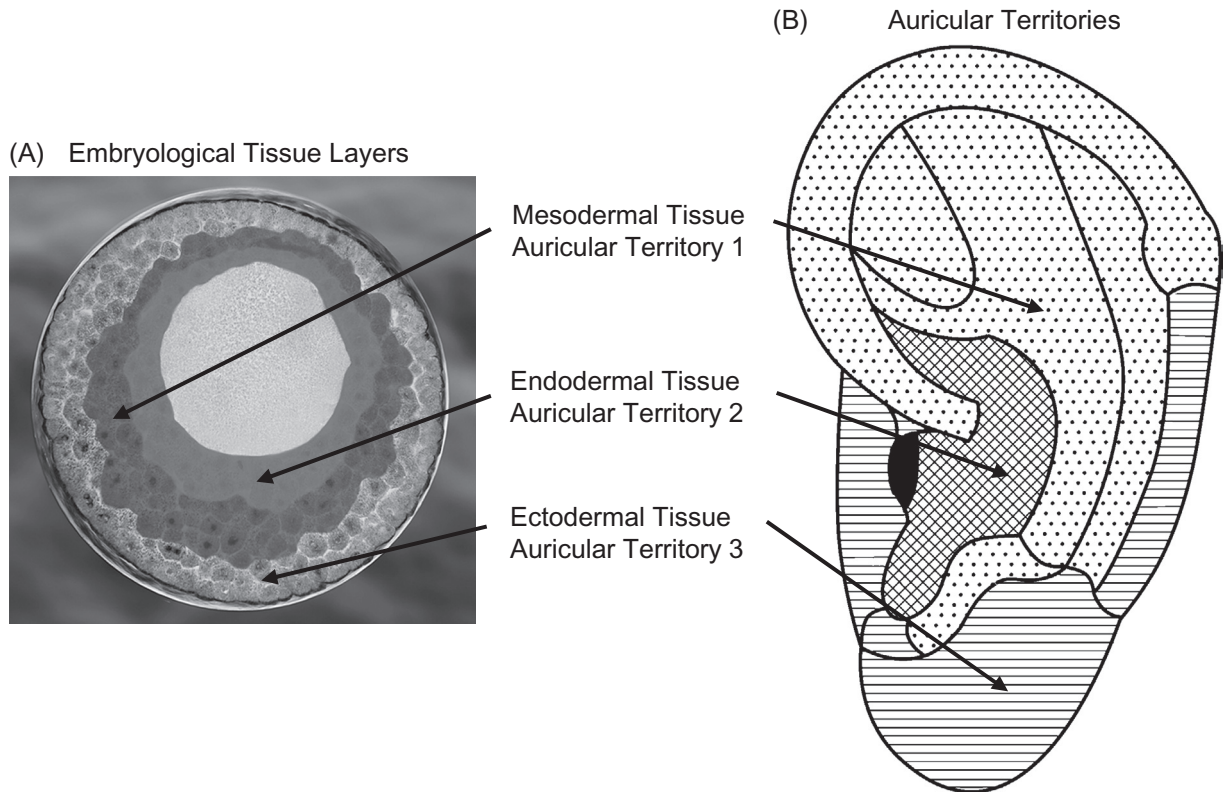 (B) Auricular Territories
(A) Embryological Tissue Layers
Mesodermal Tissue
Auricular Territory 1
Endodermal Tissue
Auricular Territory 2
Ectodermal Tissue
Auricular Territory 3